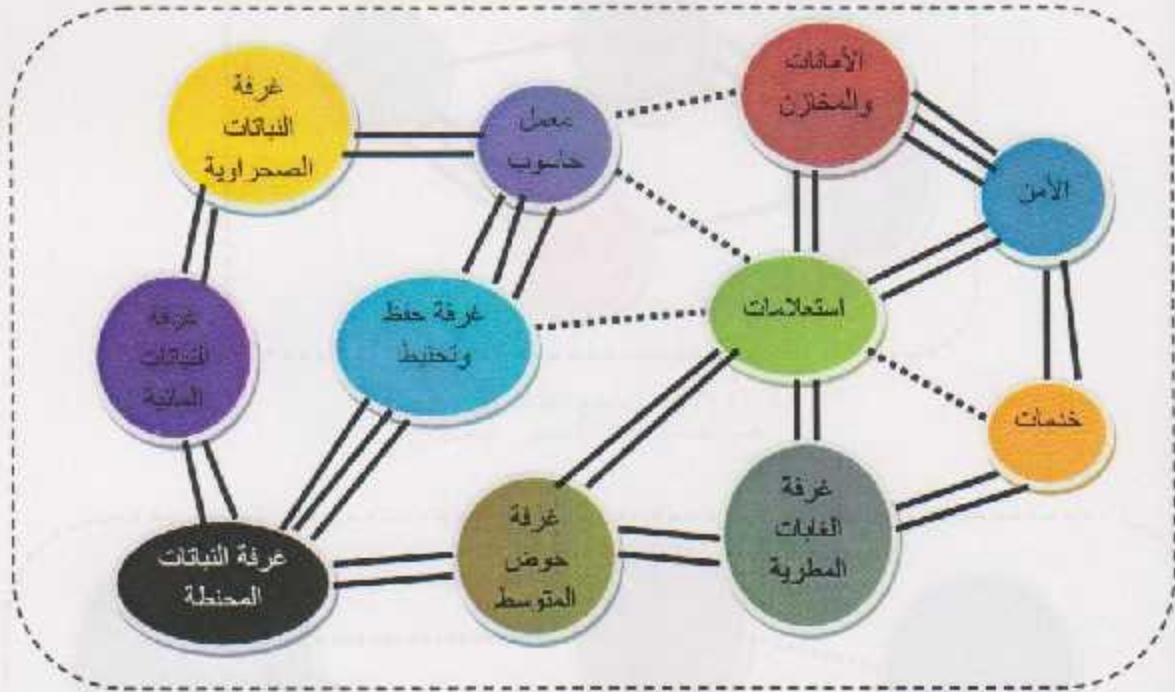 الأمانات
والمخازن
معمل
حاسوب
غرفة
النباتات
الصحراوية
الأمن
استعلامات
غرفة حفظ
وتحنيط
غرفة
النباتات
المائية
خدمات
غرفة
الغابات
المطرية
غرفة
حوض
المتوسط
غرفة النباتات
المحنطة